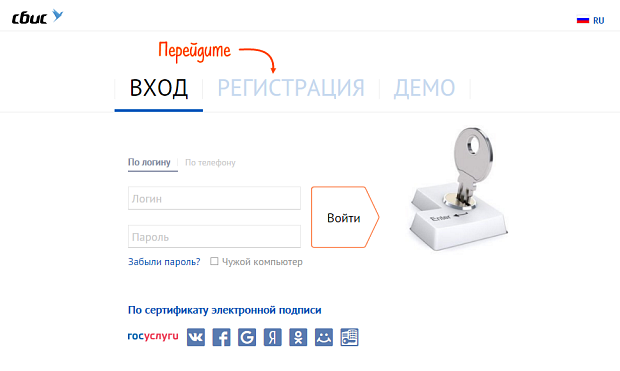 сбис
RU
Перейдите
ВХОД РЕГИСТРАЦИЯ ДЕМО
По логину По телефону
Логин
Войти
Пароль
Забыли пароль? Чужой компьютер
По сертификату электронной подписи
госуслуги
Enter